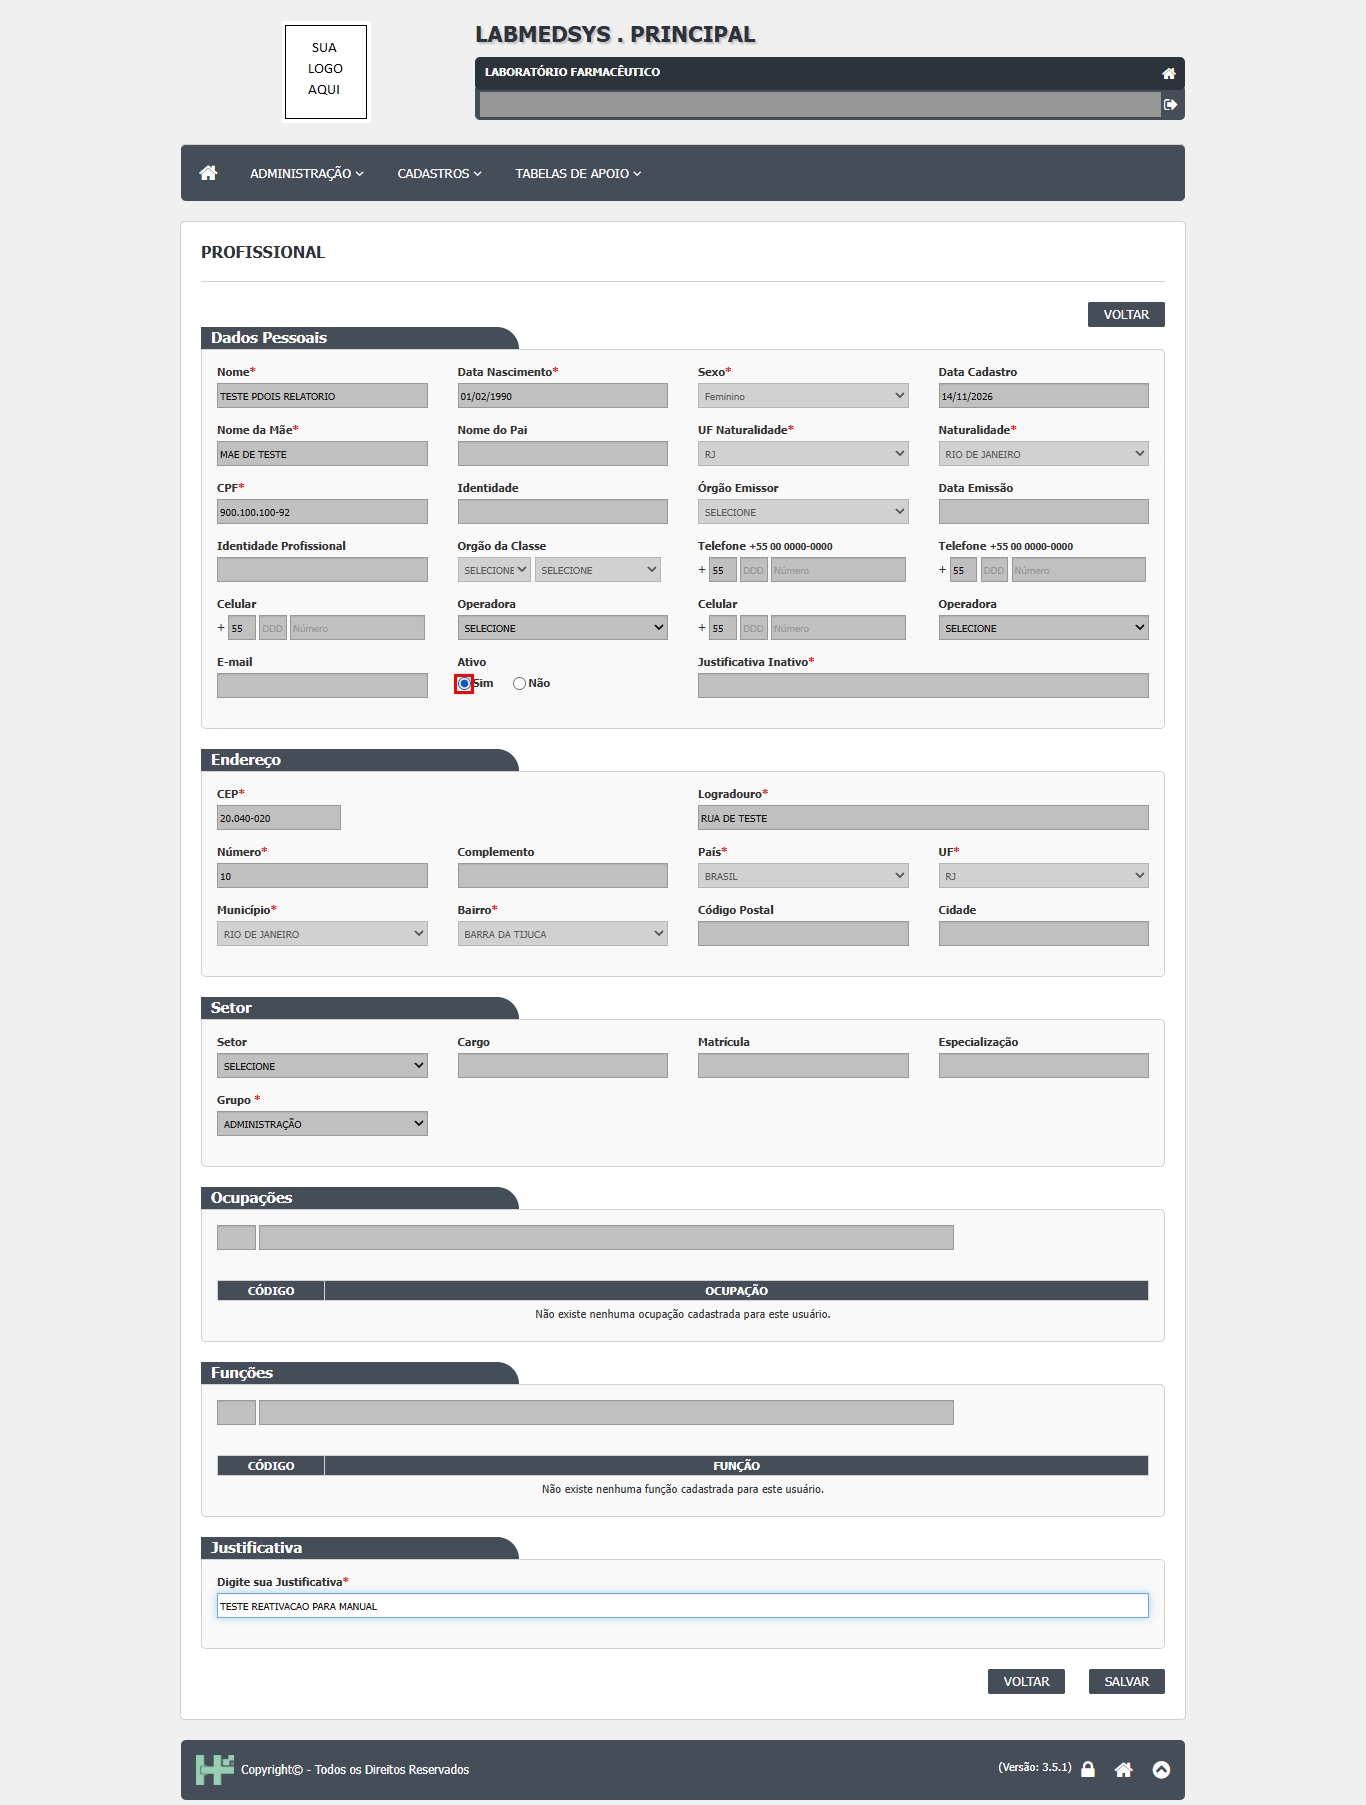 SUA
LOGO
AQUI
LABMEDSYS . PRINCIPAL
LABORATÓRIO FARMACÊUTICO
ADMINISTRAÇÃO CADASTROS TABELAS DE APOIO
PROFISSIONAL
VOLTAR
Dados Pessoais
Nome* Data Nascimento* Sexo* Data Cadastro
TESTE PDOIS RELATORIO 01/02/1990 Feminino 14/11/2026
Nome da Mãe* Nome do Pai UF Naturalidade* Naturalidade*
MAE DE TESTE RJ RIO DE JANEIRO
CPF* Identidade Órgão Emissor Data Emissão
900.100.100-92 SELECIONE
Identidade Profissional Orgão da Classe Telefone +55 00 0000-0000 Telefone +55 00 0000-0000
SELECIONE SELECIONE + 55 DDD Número + 55 DDD Número
Celular Operadora Celular Operadora
+ 55 DDD Número SELECIONE + 55 DDD Número SELECIONE
E-mail Ativo Justificativa Inativo*
Sim Não
Endereço
CEP* Logradouro*
20.040-020 RUA DE TESTE
Número* Complemento País* UF*
10 BRASIL RJ
Município* Bairro* Código Postal Cidade
RIO DE JANEIRO BARRA DA TIJUCA
Setor
Setor Cargo Matrícula Especialização
SELECIONE
Grupo *
ADMINISTRAÇÃO
Ocupações
CÓDIGO OCUPAÇÃO
Não existe nenhuma ocupação cadastrada para este usuário.
Funções
CÓDIGO FUNÇÃO
Não existe nenhuma função cadastrada para este usuário.
Justificativa
Digite sua Justificativa*
TESTE REATIVACAO PARA MANUAL
VOLTAR SALVAR
Copyright© - Todos os Direitos Reservados (Versão: 3.5.1)